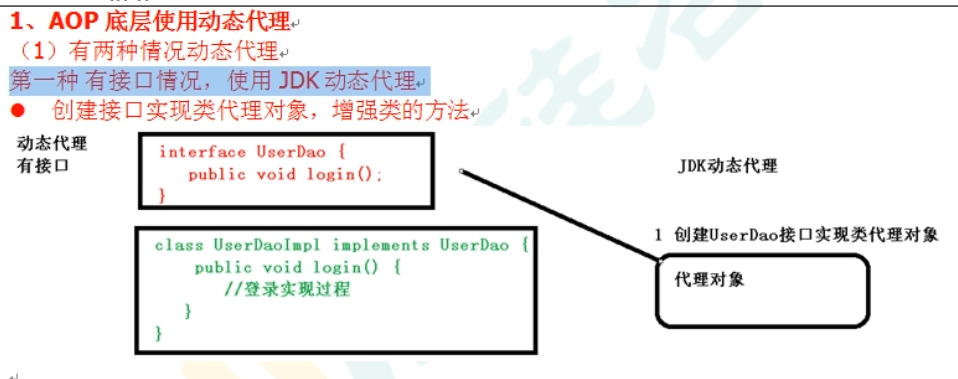 1、AOP 底层使用动态代理
（1）有两种情况动态代理
第一种 有接口情况，使用 JDK 动态代理
● 创建接口实现类代理对象，增强类的方法
动态代理
有接口
interface UserDao {
public void login();
}
class UserDaoImpl implements UserDao {
public void login() {
//登录实现过程
}
}
JDK动态代理
1 创建UserDao接口实现类代理对象
代理对象